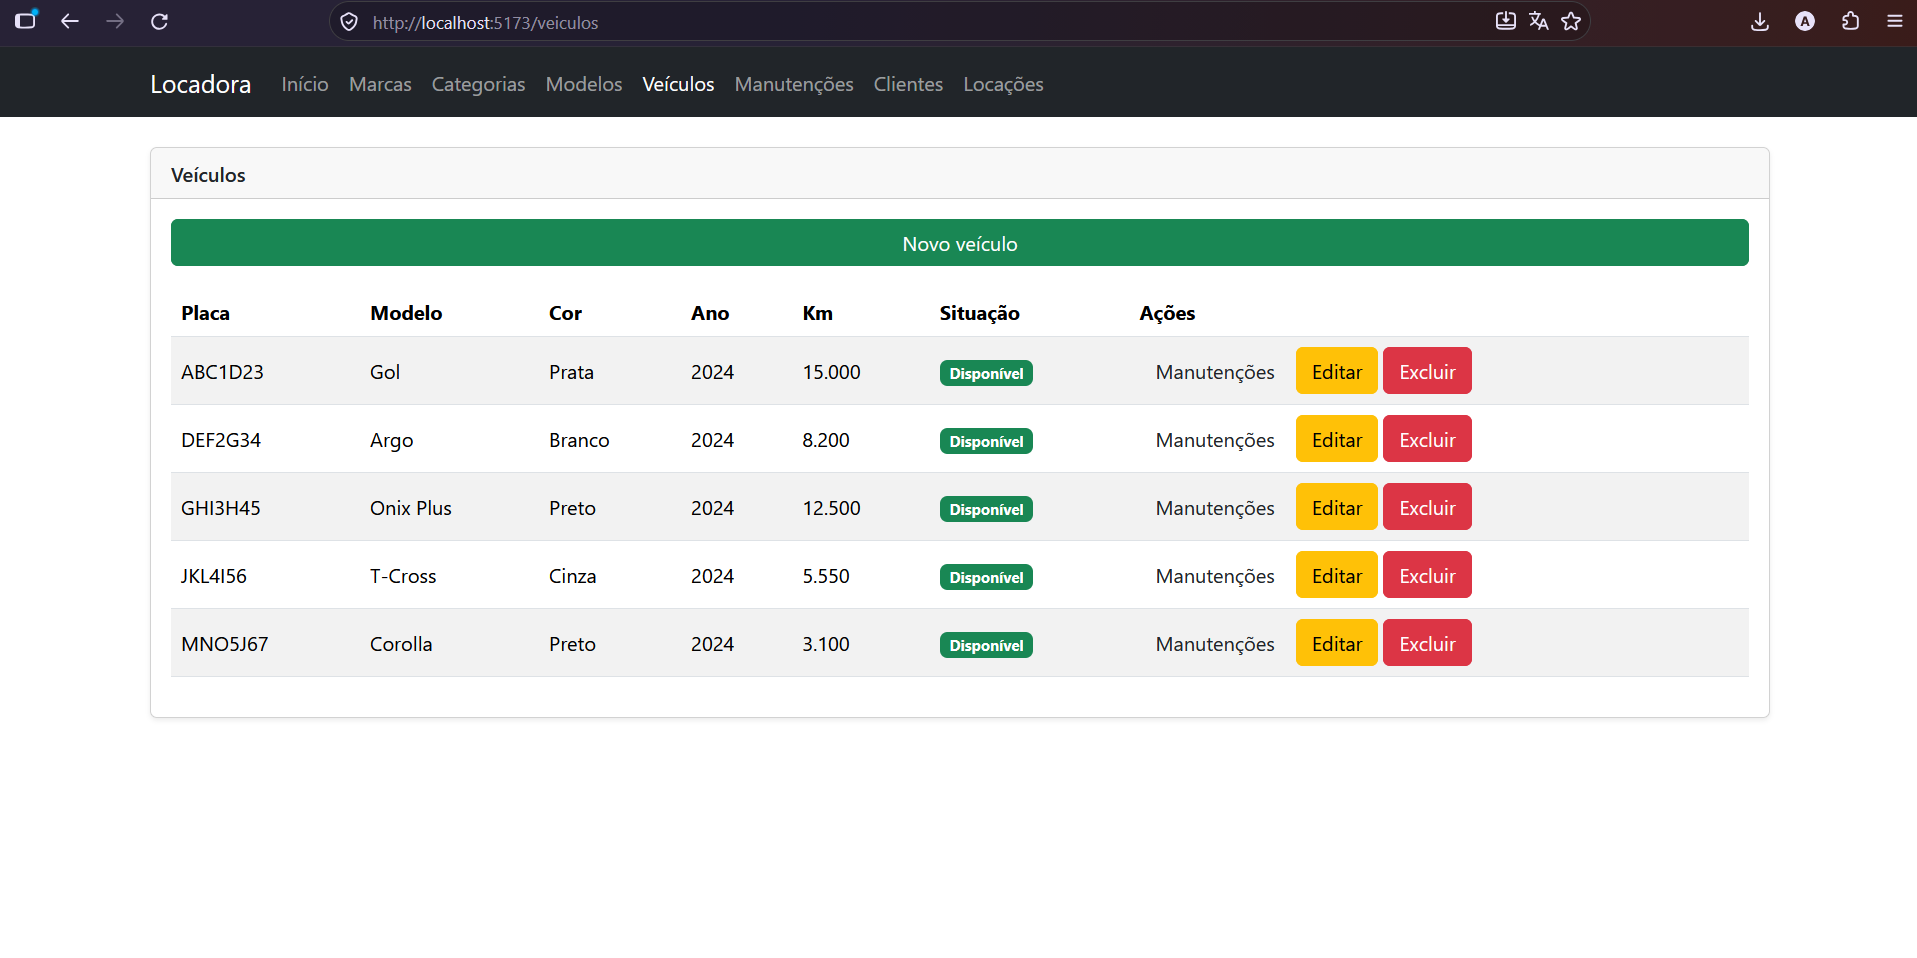 http://localhost:5173/veiculos
A
Locadora Início Marcas Categorias Modelos Veículos Manutenções Clientes Locações
Veículos
Novo veículo
Placa Modelo Cor Ano Km Situação Ações
ABC1D23 Gol Prata 2024 15.000 Disponível Manutenções Editar Excluir
DEF2G34 Argo Branco 2024 8.200 Disponível Manutenções Editar Excluir
GHI3H45 Onix Plus Preto 2024 12.500 Disponível Manutenções Editar Excluir
JKL4I56 T-Cross Cinza 2024 5.550 Disponível Manutenções Editar Excluir
MNO5J67 Corolla Preto 2024 3.100 Disponível Manutenções Editar Excluir